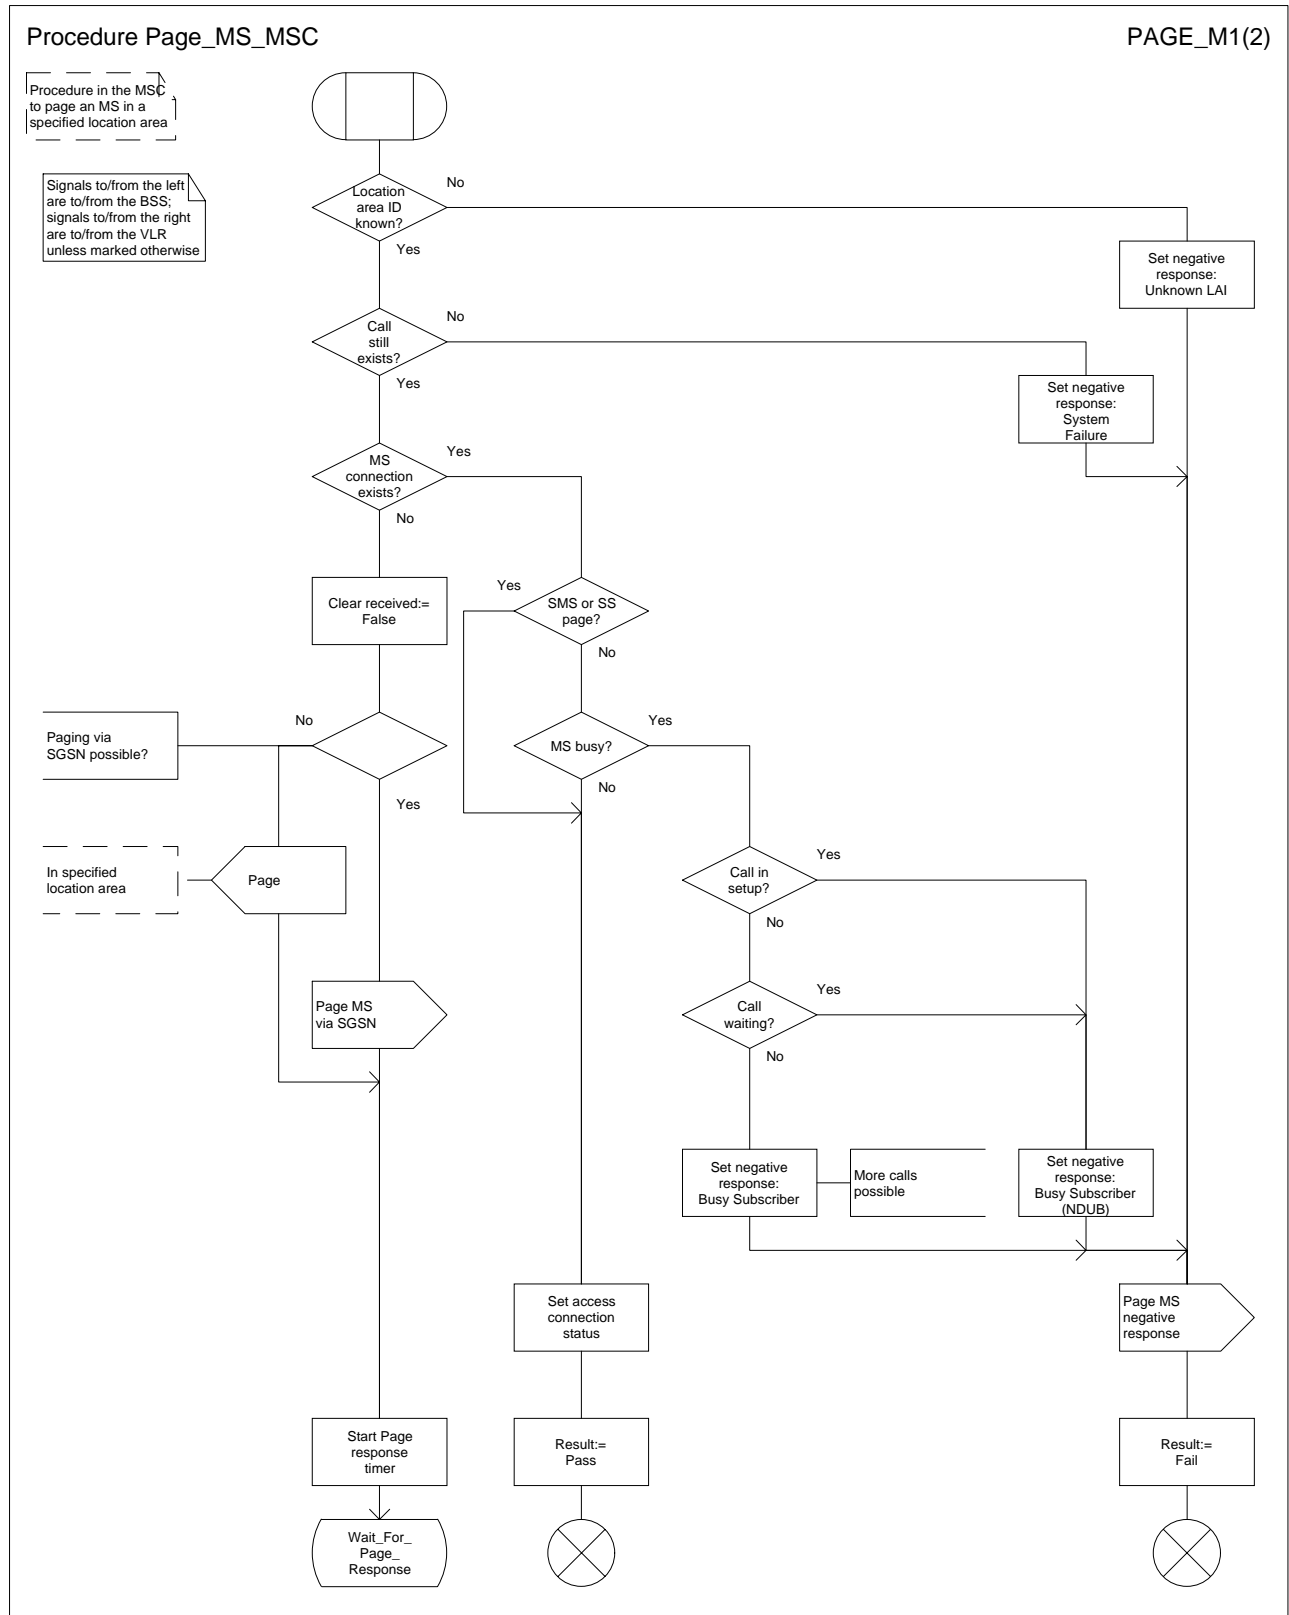 Procedure Page_MS_MSC
PAGE_M1(2)
Procedure in the MSC
to page an MS in a
specified location area
Signals to/from the left
are to/from the BSS;
signals to/from the right
are to/from the VLR
unless marked otherwise
Location
area ID
known?
No
Yes
Set negative
response:
Unknown LAI
Call
still
exists?
No
Yes
Set negative
response:
System
Failure
MS
connection
exists?
Yes
No
Clear received:=
False
Yes
SMS or SS
page?
No
Paging via
SGSN possible?
No
Yes
MS busy?
Yes
No
In specified
location area
Page
Call in
setup?
Yes
No
Page MS
via SGSN
Call
waiting?
Yes
No
Set negative
response:
Busy Subscriber
More calls
possible
Set negative
response:
Busy Subscriber
(NDUB)
Set access
connection
status
Page MS
negative
response
Start Page
response
timer
Result:=
Pass
Result:=
Fail
Wait_For_
Page_
Response